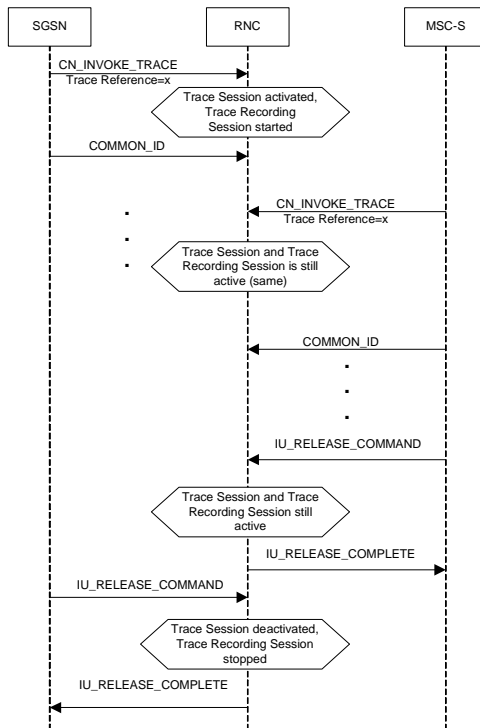 SGSN
RNC
MSC-S
CN_INVOKE_TRACE
Trace Reference=x
Trace Session activated,
Trace Recording
Session started
COMMON_ID
CN_INVOKE_TRACE
Trace Reference=x
Trace Session and Trace
Recording Session is still
active (same)
COMMON_ID
IU_RELEASE_COMMAND
Trace Session and Trace
Recording Session still
active
IU_RELEASE_COMPLETE
IU_RELEASE_COMMAND
Trace Session deactivated,
Trace Recording Session
stopped
IU_RELEASE_COMPLETE